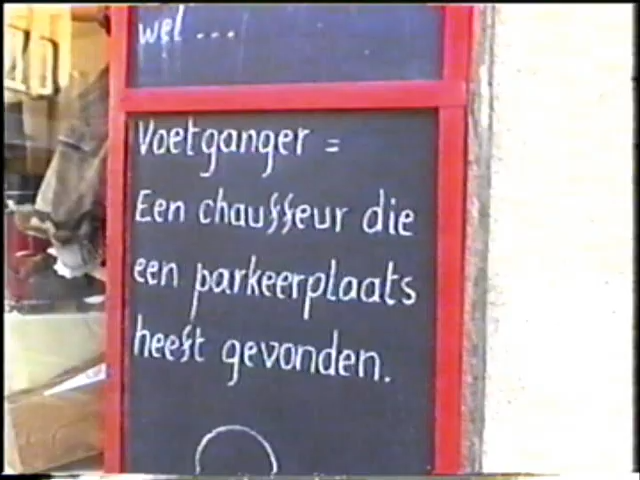 wel ...
Voetganger =
Een chauffeur die
een parkeerplaats
heeft gevonden.